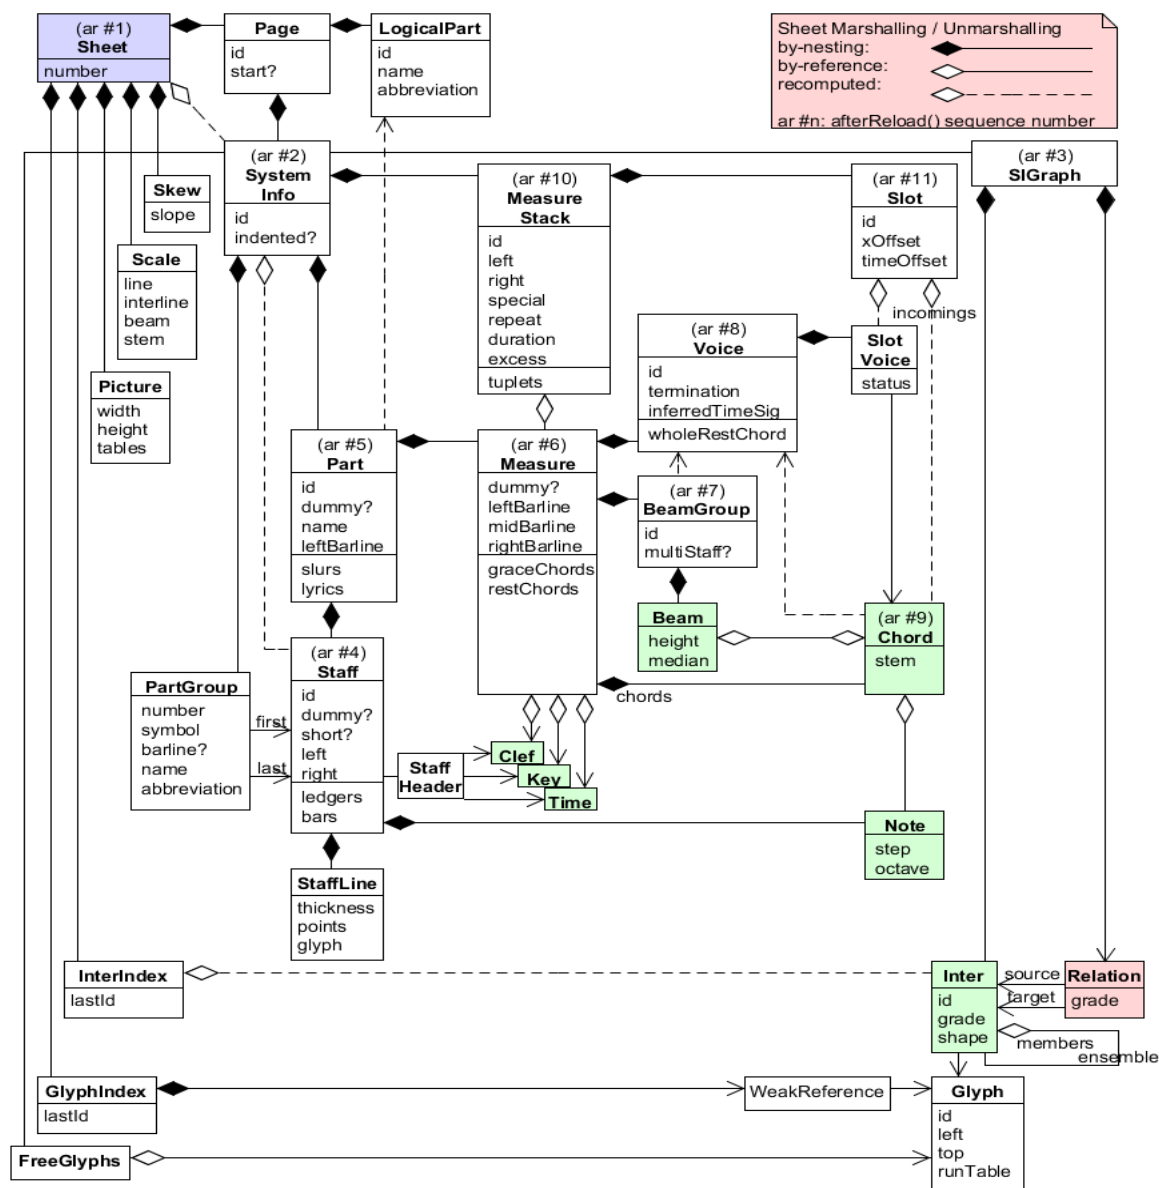 (ar #1)
Sheet
number
Page
id
start?
LogicalPart
id
name
abbreviation
Sheet Marshalling / Unmarshalling
by-nesting:
by-reference:
recomputed:
ar #n: afterReload() sequence number
(ar #2)
System
Info
id
indented?
(ar #10)
Measure
Stack
id
left
right
special
repeat
duration
excess
tuplets
(ar #11)
Slot
id
xOffset
timeOffset
(ar #3)
SIGraph
Skew
slope
Scale
line
interline
beam
stem
Picture
width
height
tables
incomings
(ar #8)
Voice
id
termination
inferredTimeSig
wholeRestChord
Slot
Voice
status
(ar #5)
Part
id
dummy?
name
leftBarline
slurs
lyrics
(ar #6)
Measure
dummy?
leftBarline
midBarline
rightBarline
graceChords
restChords
(ar #7)
BeamGroup
id
multiStaff?
Beam
height
median
(ar #9)
Chord
stem
chords
PartGroup
number
symbol
barline?
name
abbreviation
first
last
(ar #4)
Staff
id
dummy?
short?
left
right
ledgers
bars
Staff
Header
Clef
Key
Time
Note
step
octave
StaffLine
thickness
points
glyph
InterIndex
lastId
Inter
id
grade
shape
source
target
Relation
grade
members
ensemble
GlyphIndex
lastId
WeakReference
Glyph
id
left
top
runTable
FreeGlyphs